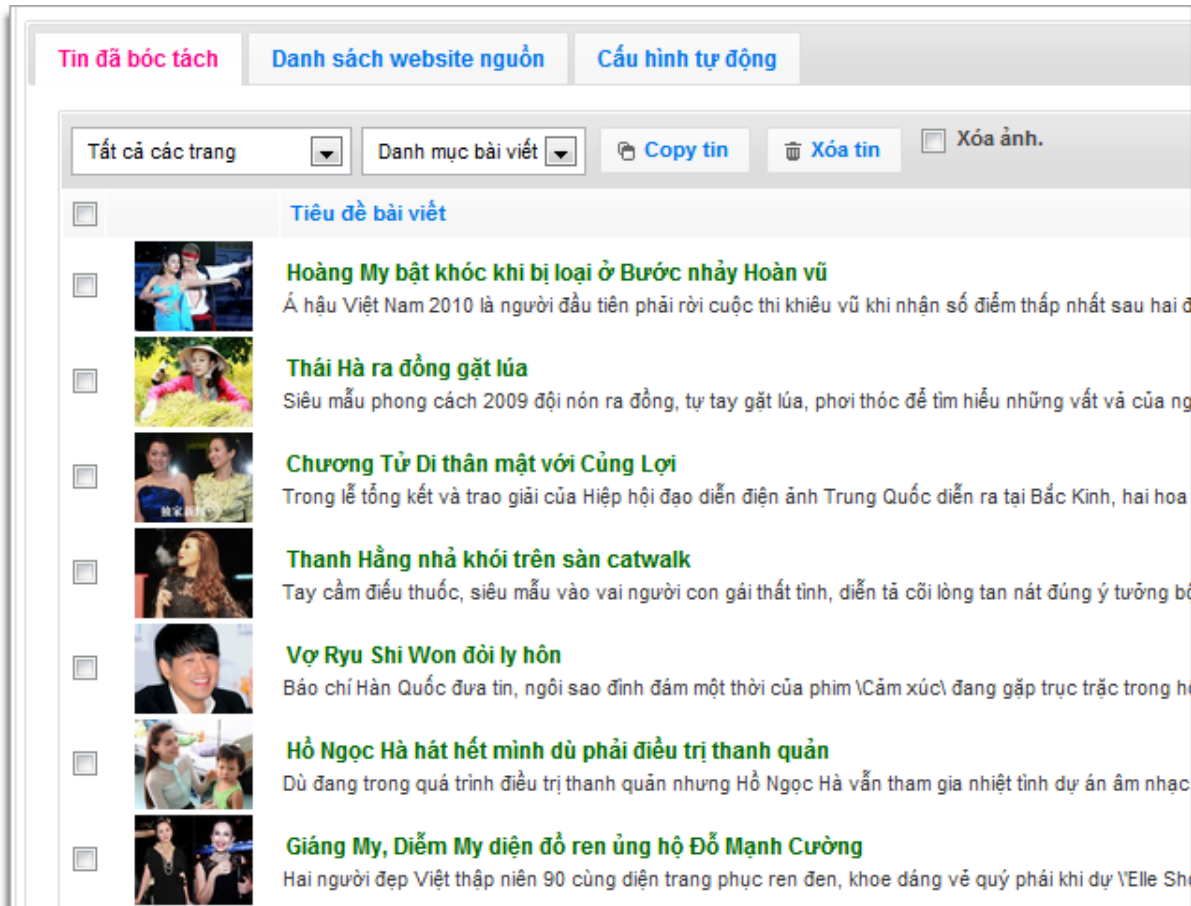 Tin đã bóc tách Danh sách website nguồn Cấu hình tự động
Tất cả các trang Danh mục bài viết Copy tin Xóa tin Xóa ảnh.
Tiêu đề bài viết
Hoàng My bật khóc khi bị loại ở Bước nhảy Hoàn vũ
Á hậu Việt Nam 2010 là người đầu tiên phải rời cuộc thi khiêu vũ khi nhận số điểm thấp nhất sau hai
Thái Hà ra đồng gặt lúa
Siêu mẫu phong cách 2009 đội nón ra đồng, tự tay gặt lúa, phơi thóc để tìm hiểu những vất vả của
Chương Tử Di thân mật với Củng Lợi
Trong lễ tổng kết và trao giải của Hiệp hội đạo diễn điện ảnh Trung Quốc diễn ra tại Bắc Kinh, hai hoa
Thanh Hằng nhả khói trên sàn catwalk
Tay cầm điếu thuốc, siêu mẫu vào vai người con gái thất tình, diễn tả cõi lòng tan nát đúng ý tưởng
Vợ Ryu Shi Won đòi ly hôn
Báo chí Hàn Quốc đưa tin, ngôi sao đình đám một thời của phim \Cảm xúc\ đang gặp trục trặc trong
Hồ Ngọc Hà hát hết mình dù phải điều trị thanh quản
Dù đang trong quá trình điều trị thanh quản nhưng Hồ Ngọc Hà vẫn tham gia nhiệt tình dự án âm nhạc
Giáng My, Diễm My diện đồ ren ủng hộ Đỗ Mạnh Cường
Hai người đẹp Việt thập niên 90 cùng diện trang phục ren đen, khoe dáng vẻ quý phái khi dự \'Elle